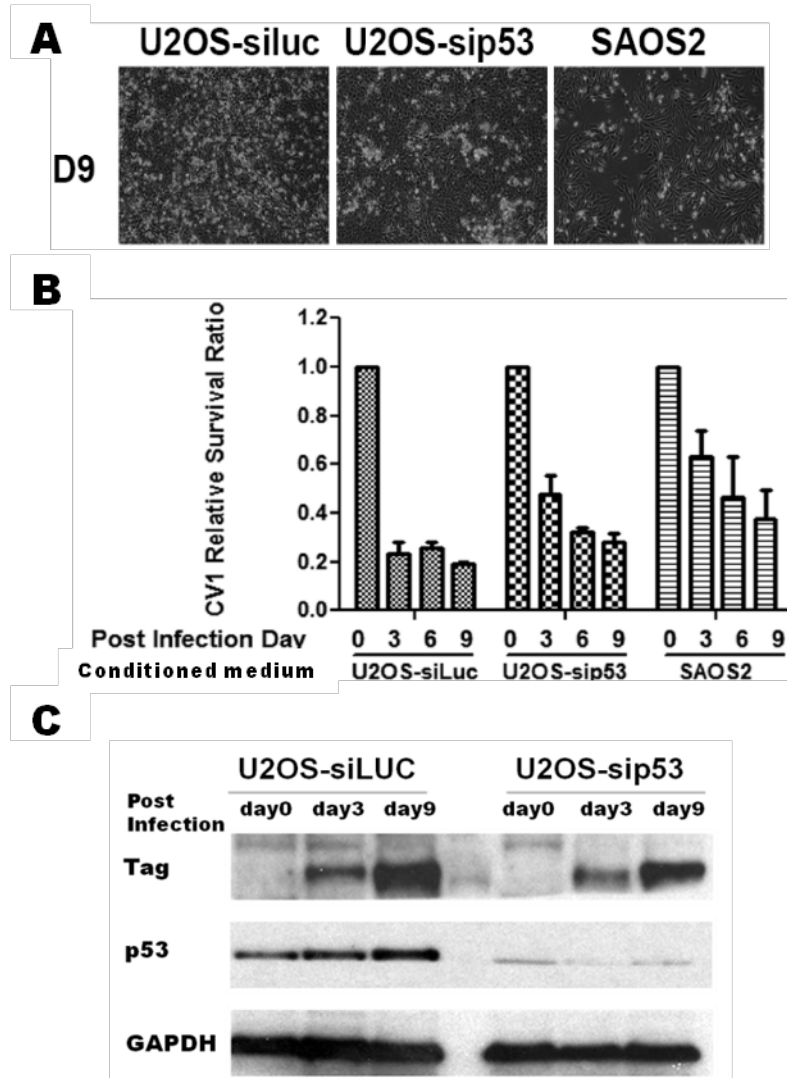 A
U2OS-siluc U2OS-sip53 SAOS2
D9
B
CV1 Relative Survival Ratio
1.2
1.0
0.8
0.6
0.4
0.2
0.0
Post Infection Day 0 3 6 9 0 3 6 9 0 3 6 9
Conditioned medium U2OS-siLuc U2OS-sip53 SAOS2
C
U2OS-siLUC U2OS-sip53
Post
Infection day0 day3 day9 day0 day3 day9
Tag
p53
GAPDH